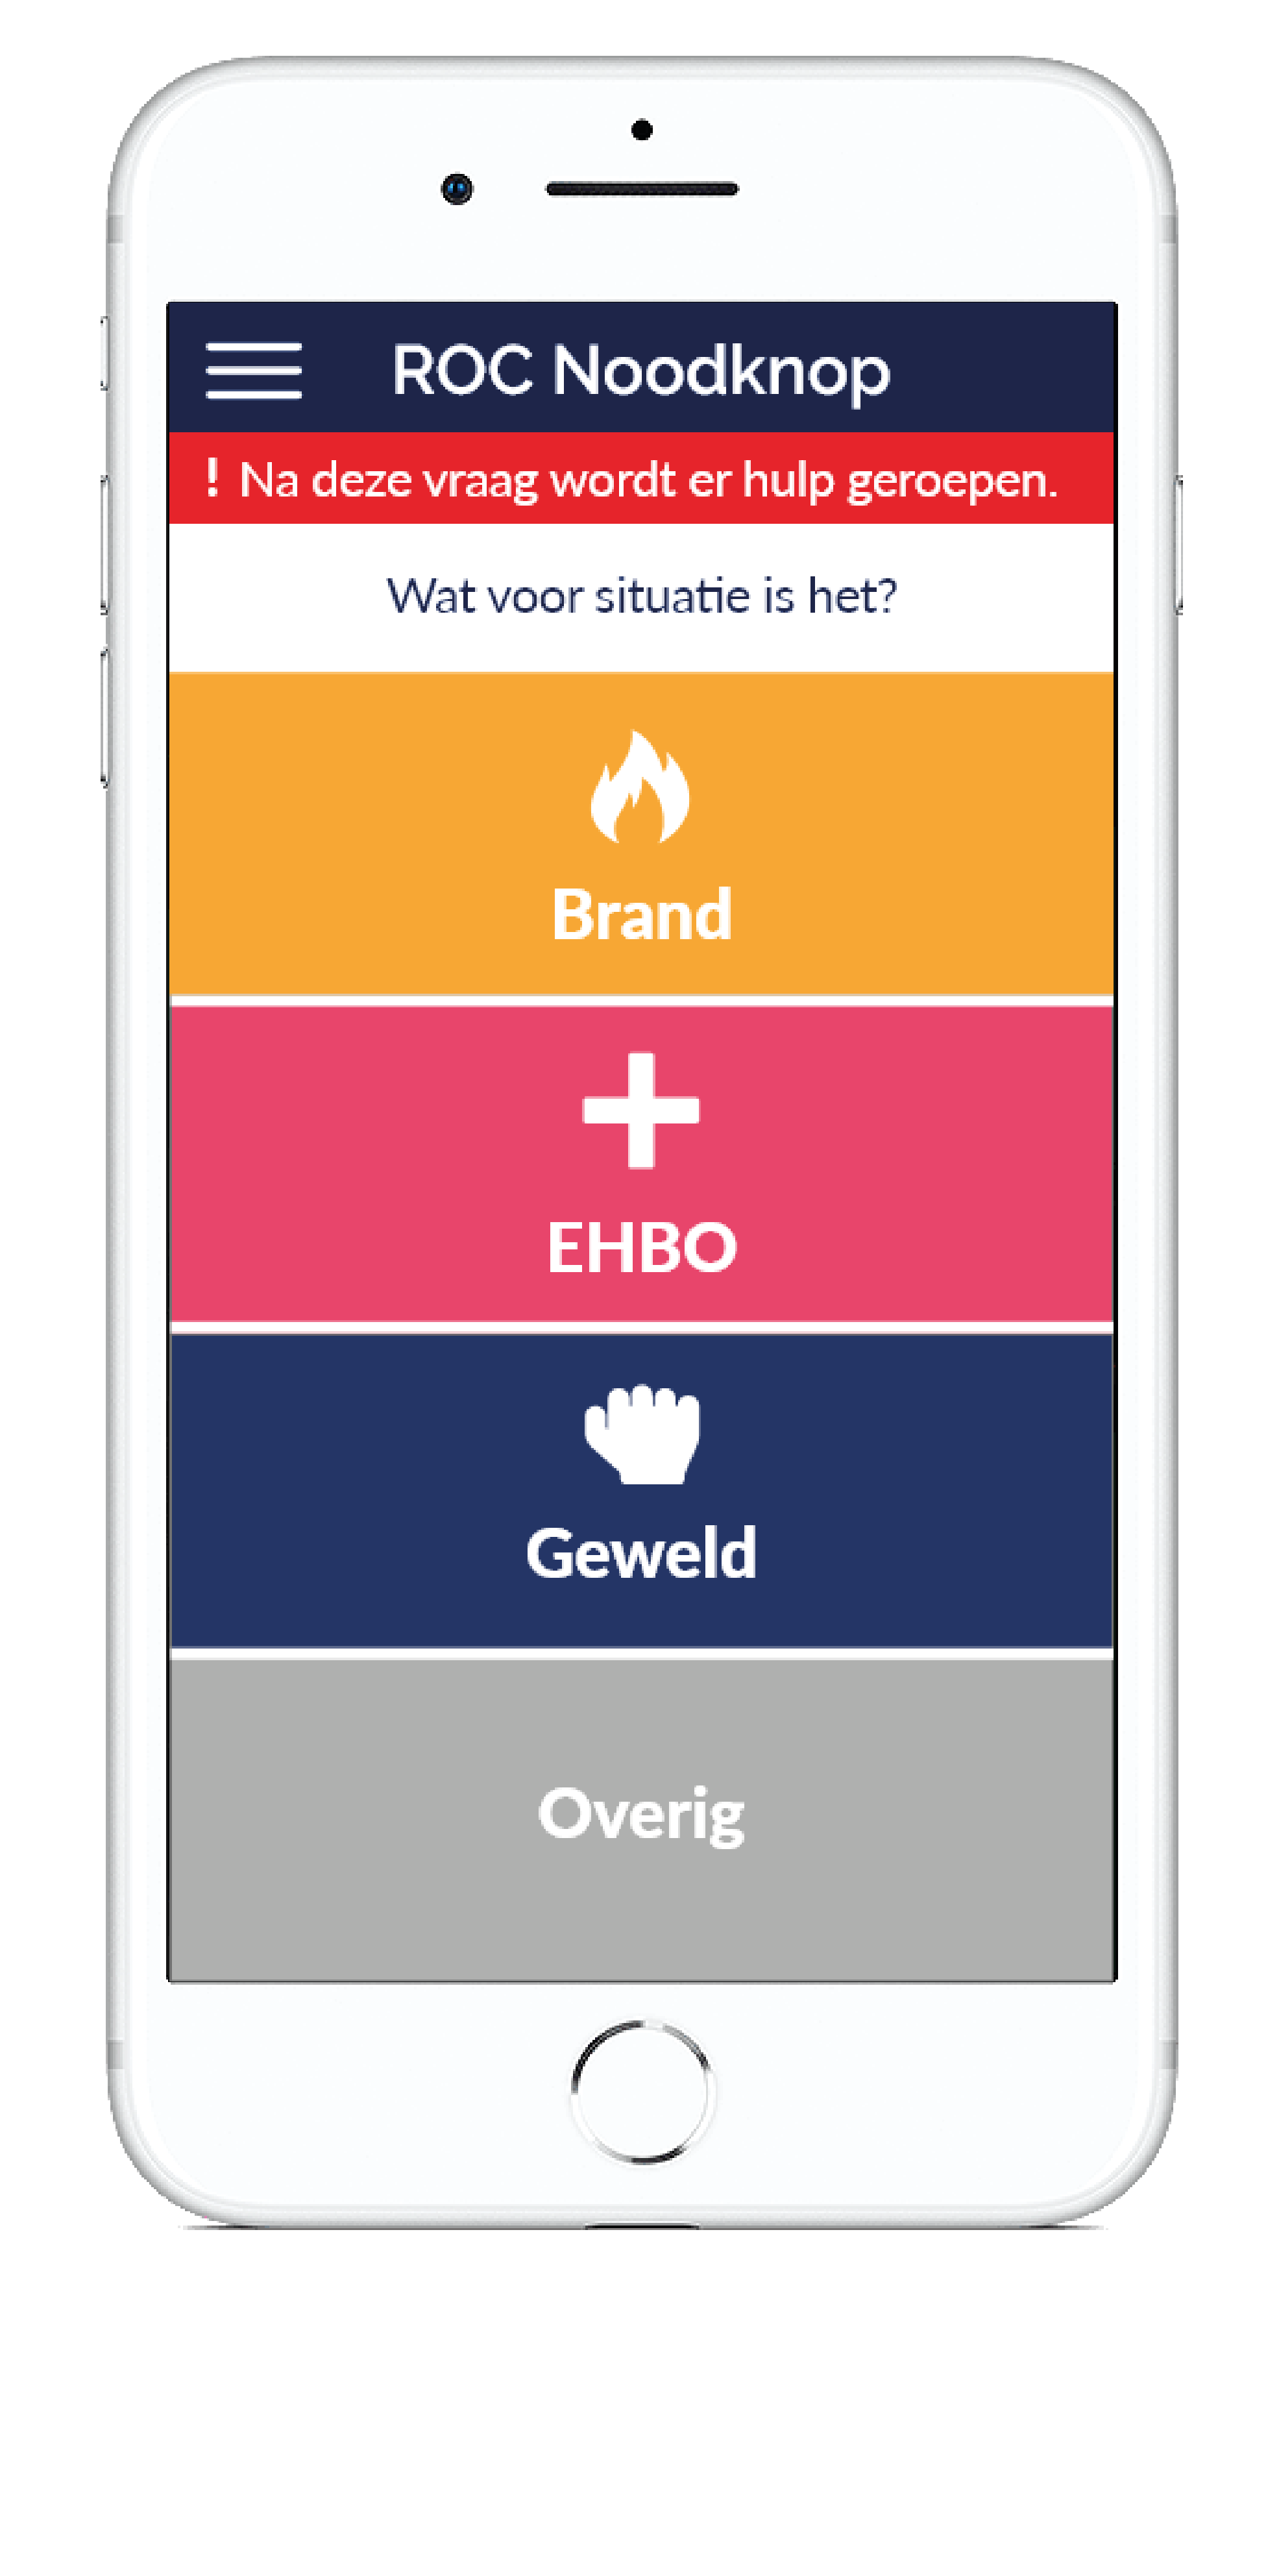 ROC Noodknop
! Na deze vraag wordt er hulp geroepen.
Wat voor situatie is het?
Brand
EHBO
Geweld
Overig